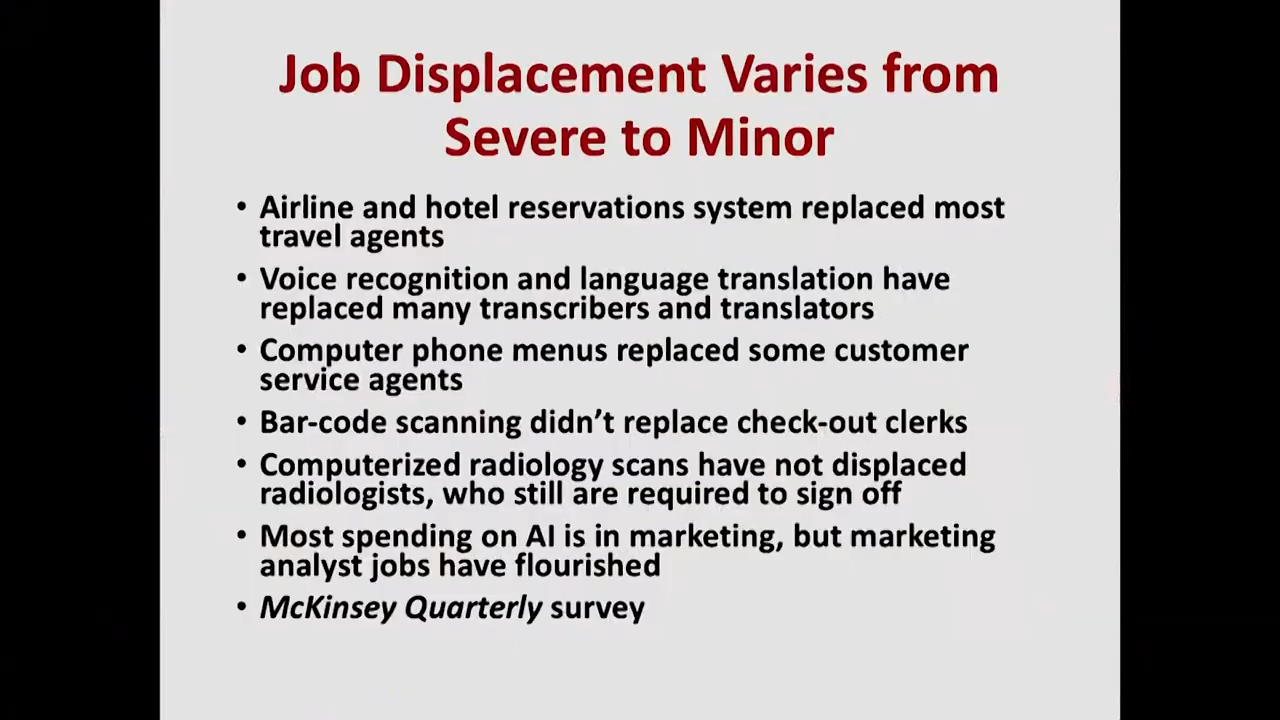 Job Displacement Varies from
Severe to Minor
• Airline and hotel reservations system replaced most
travel agents
• Voice recognition and language translation have
replaced many transcribers and translators
• Computer phone menus replaced some customer
service agents
• Bar-code scanning didn’t replace check-out clerks
• Computerized radiology scans have not displaced
radiologists, who still are required to sign off
• Most spending on AI is in marketing, but marketing
analyst jobs have flourished
• McKinsey Quarterly survey